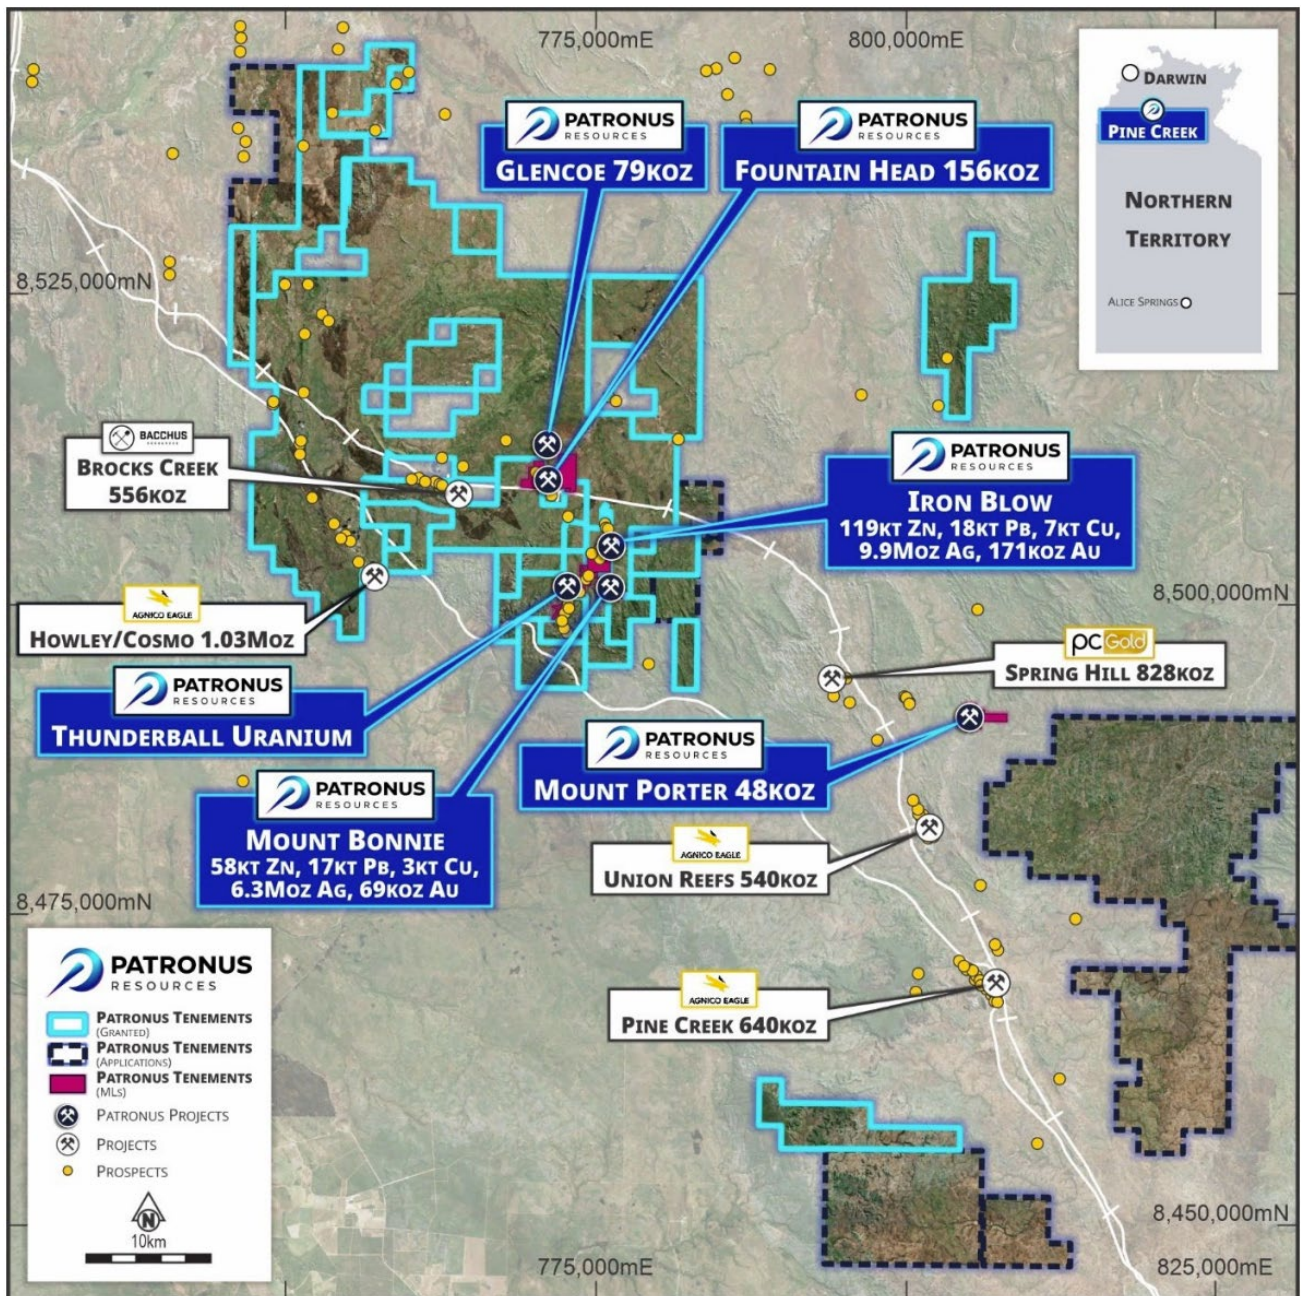 775,000mE
800,000mE
DARWIN
PINE CREEK
NORTHERN
TERRITORY
ALICE SPRINGS
PATRONUS
RESOURCES
GLENCOE 79KOZ
PATRONUS
RESOURCES
FOUNTAIN HEAD 156KOZ
8,525,000mN
BACCHUS
BROCKS CREEK
556KOZ
PATRONUS
RESOURCES
IRON BLOW
119KT ZN, 18KT PB, 7KT CU,
9.9MOZ AG, 171KOZ AU
AGNICO EAGLE
HOWLEY/COSMO 1.03MOZ
8,500,000mN
pc Gold
SPRING HILL 828KOZ
PATRONUS
RESOURCES
THUNDERBALL URANIUM
PATRONUS
RESOURCES
MOUNT PORTER 48KOZ
PATRONUS
RESOURCES
MOUNT BONNIE
58KT ZN, 17KT PB, 3KT CU,
6.3MOZ AG, 69KOZ AU
AGNICO EAGLE
UNION REEFS 540KOZ
8,475,000mN
AGNICO EAGLE
PINE CREEK 640KOZ
PATRONUS
RESOURCES
PATRONUS TENEMENTS
(GRANTED)
PATRONUS TENEMENTS
(APPLICATIONS)
PATRONUS TENEMENTS
(MLS)
PATRONUS PROJECTS
PROJECTS
PROSPECTS
N
10km
8,450,000mN
775,000mE
825,000mE